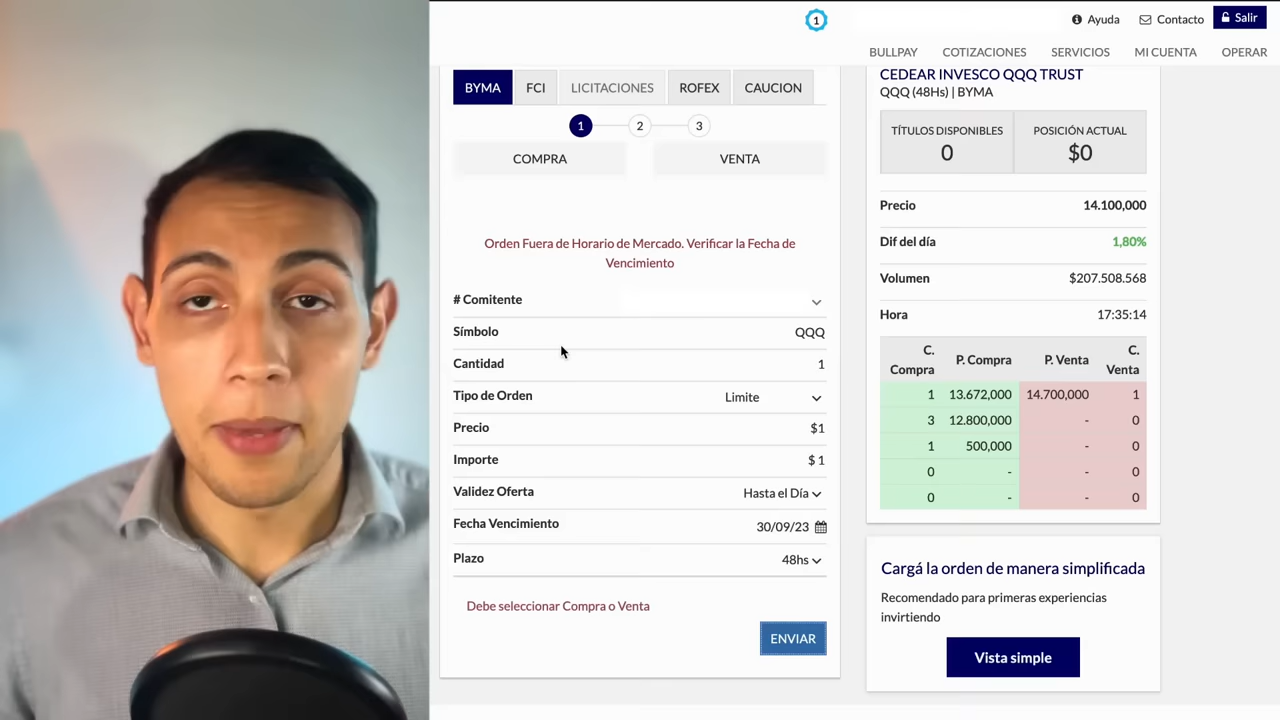 1
Ayuda
Contacto
Salir
BULLPAY COTIZACIONES SERVICIOS MI CUENTA OPERAR
BYMA FCI LICITACIONES ROFEX CAUCION
1 2 3
COMPRA VENTA
Orden Fuera de Horario de Mercado. Verificar la Fecha de
Vencimiento
# Comitente
Símbolo QQQ
Cantidad 1
Tipo de Orden Limite
Precio $1
Importe $ 1
Validez Oferta Hasta el Día
Fecha Vencimiento 30/09/23
Plazo 48hs
Debe seleccionar Compra o Venta
ENVIAR
CEDEAR INVESCO QQQ TRUST
QQQ (48Hs) | BYMA
TÍTULOS DISPONIBLES POSICIÓN ACTUAL
0 $0
Precio 14.100,000
Dif del día 1,80%
Volumen $207.508.568
Hora 17:35:14
C. Compra P. Compra P. Venta C. Venta
1 13.672,000 14.700,000 1
3 12.800,000 - 0
1 500,000 - 0
0 - - 0
0 - - 0
Cargá la orden de manera simplificada
Recomendado para primeras experiencias
invirtiendo
Vista simple